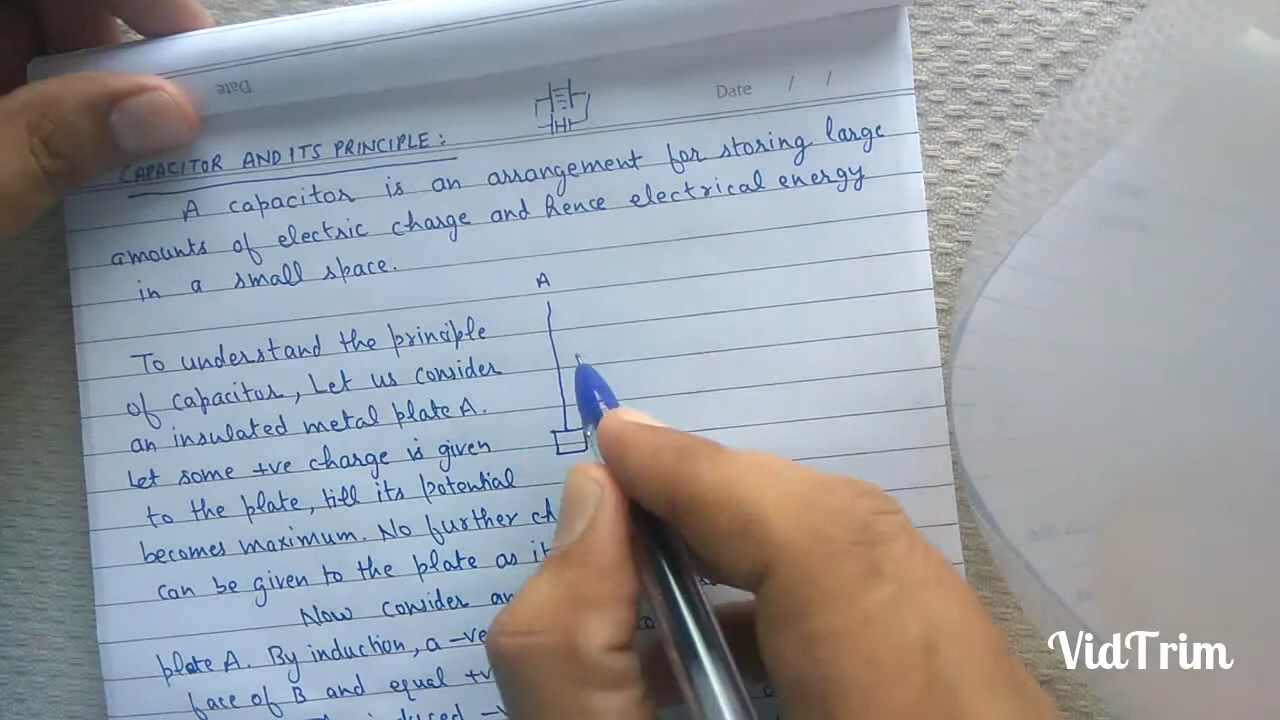 Date
Date / /
CAPACITOR AND ITS PRINCIPLE:
A capacitor is an arrangement for storing large
amounts of electric charge and hence electrical energy
in a small space.
A
To understand the principle
of capacitor, Let us consider
an insulated metal plate A.
Let some +ve charge is given
to the plate, till its potential
becomes maximum. No further ch
can be given to the plate as it
Now consider an
plate A. By induction, a -ve
face of B and equal +v
VidTrim